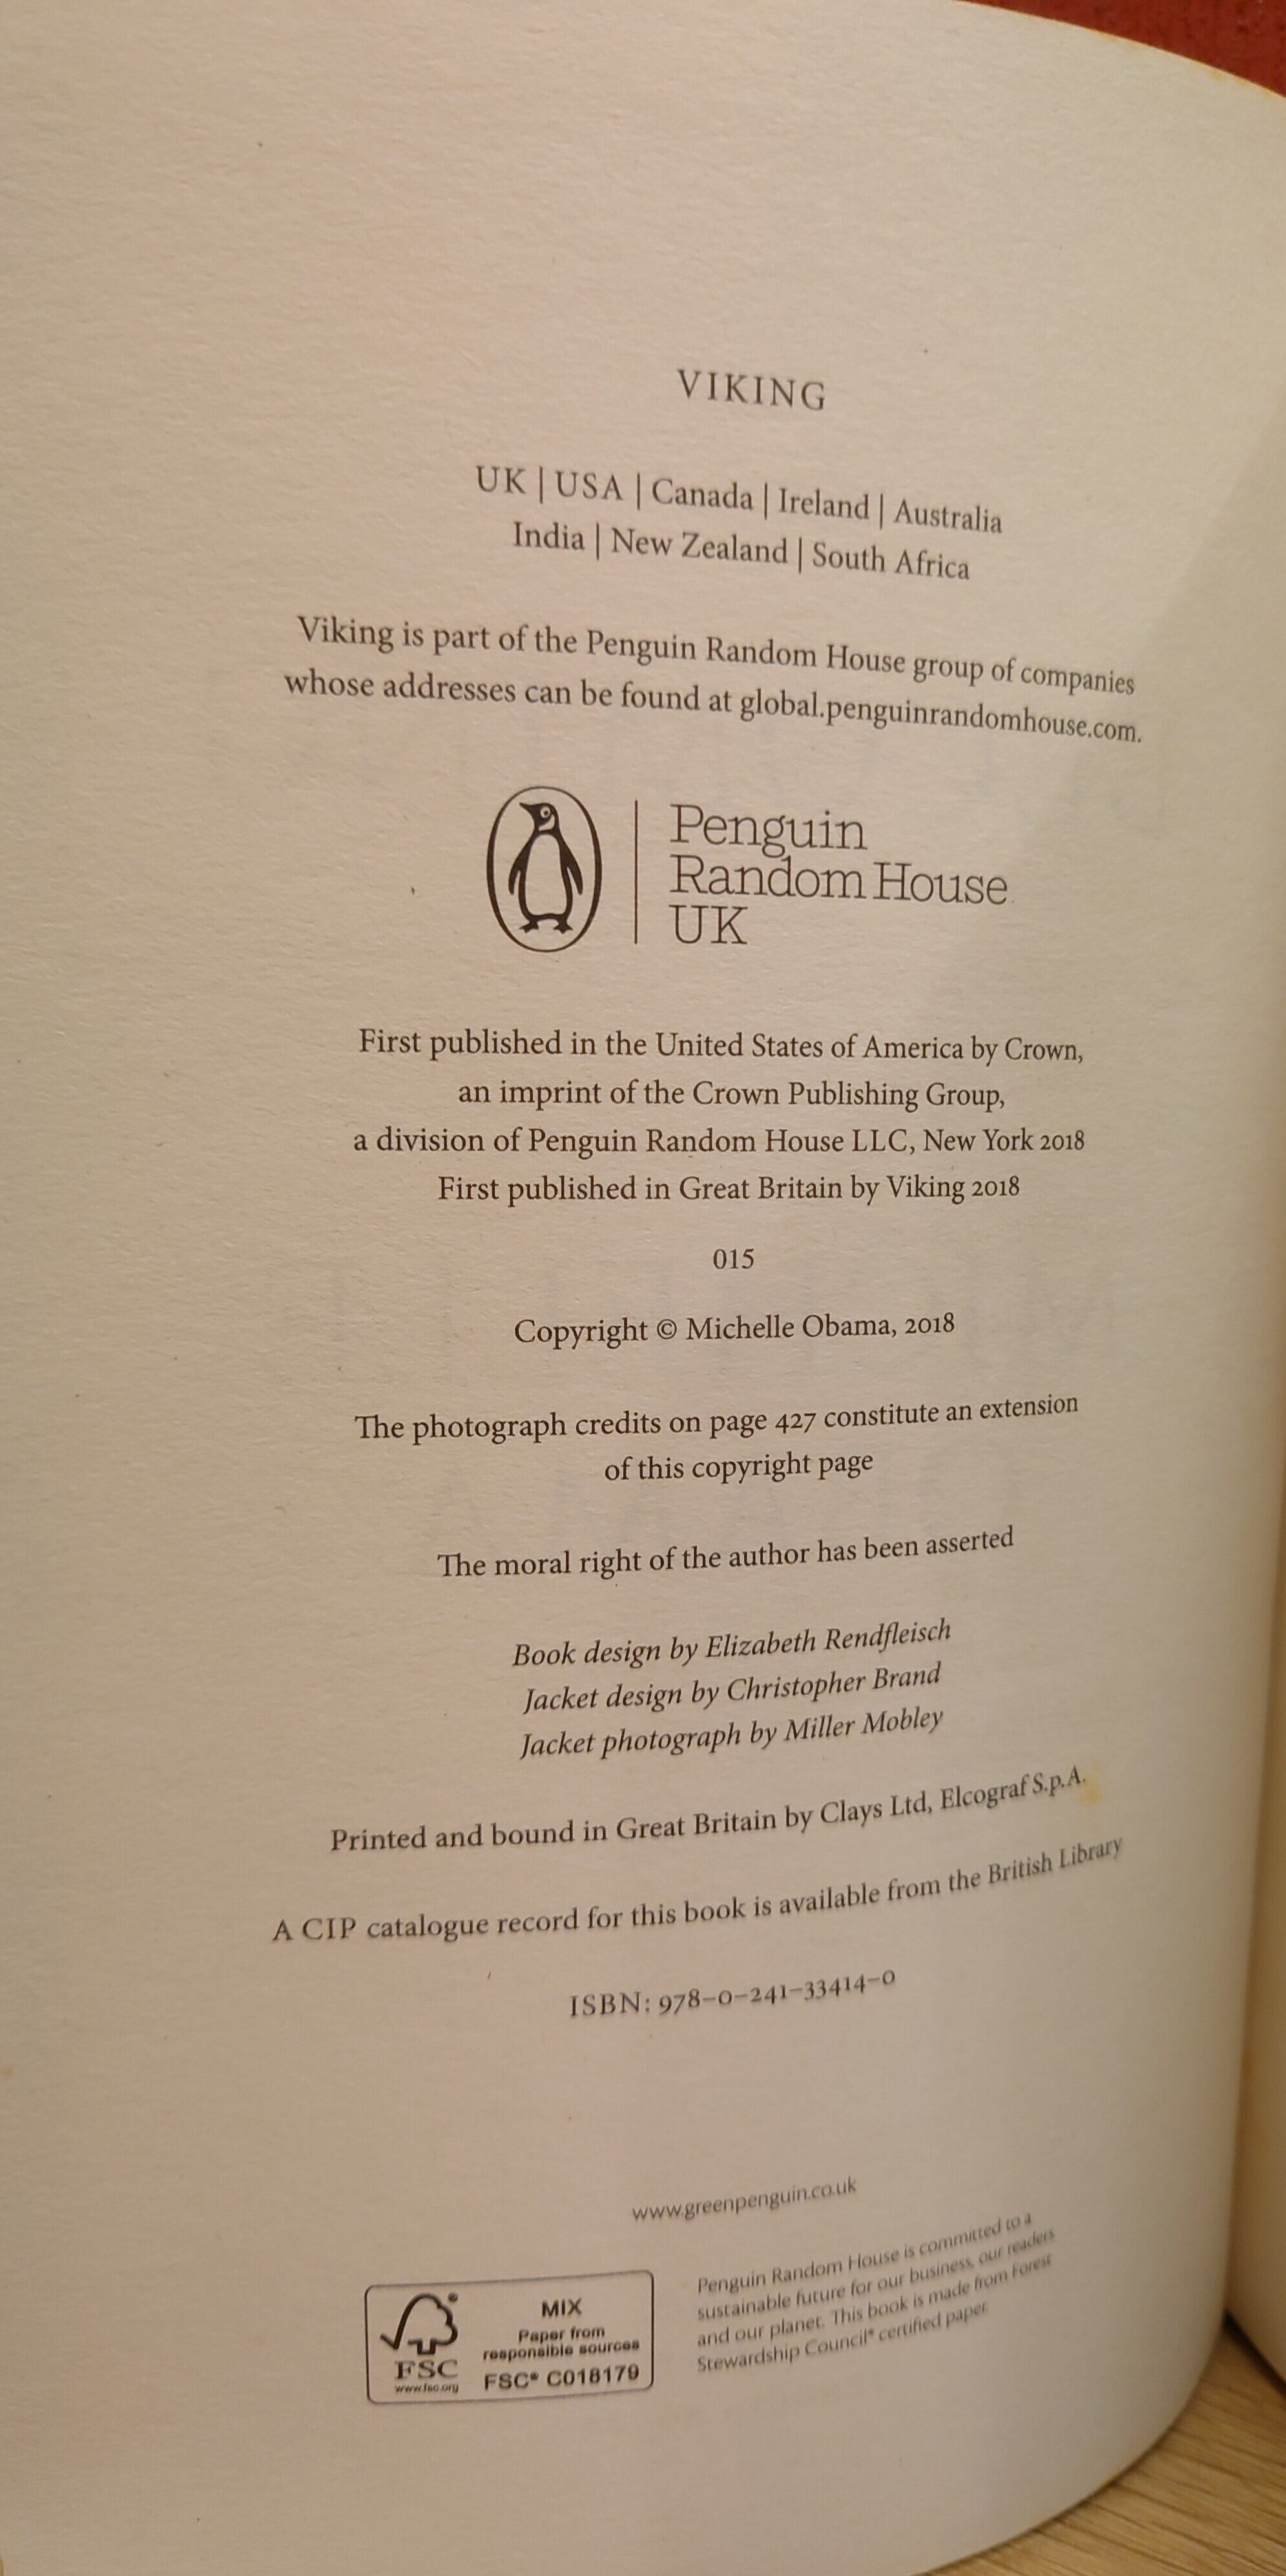 VIKING
UK | USA | Canada | Ireland | Australia
India | New Zealand | South Africa
Viking is part of the Penguin Random House group of companies
whose addresses can be found at global.penguinrandomhouse.com.
Penguin
Random House
UK
First published in the United States of America by Crown,
an imprint of the Crown Publishing Group,
a division of Penguin Random House LLC, New York 2018
First published in Great Britain by Viking 2018
015
Copyright © Michelle Obama, 2018
The photograph credits on page 427 constitute an extension
of this copyright page
The moral right of the author has been asserted
Book design by Elizabeth Rendfleisch
Jacket design by Christopher Brand
Jacket photograph by Miller Mobley
Printed and bound in Great Britain by Clays Ltd, Elcograf S.p.A.
A CIP catalogue record for this book is available from the British Library
ISBN: 978–0–241–33414–0
www.greenpenguin.co.uk
MIX
Paper from
responsible sources
FSC® C018179
FSC
www.fsc.org
Penguin Random House is committed to a
sustainable future for our business, our readers
and our planet. This book is made from Forest
Stewardship Council® certified paper.